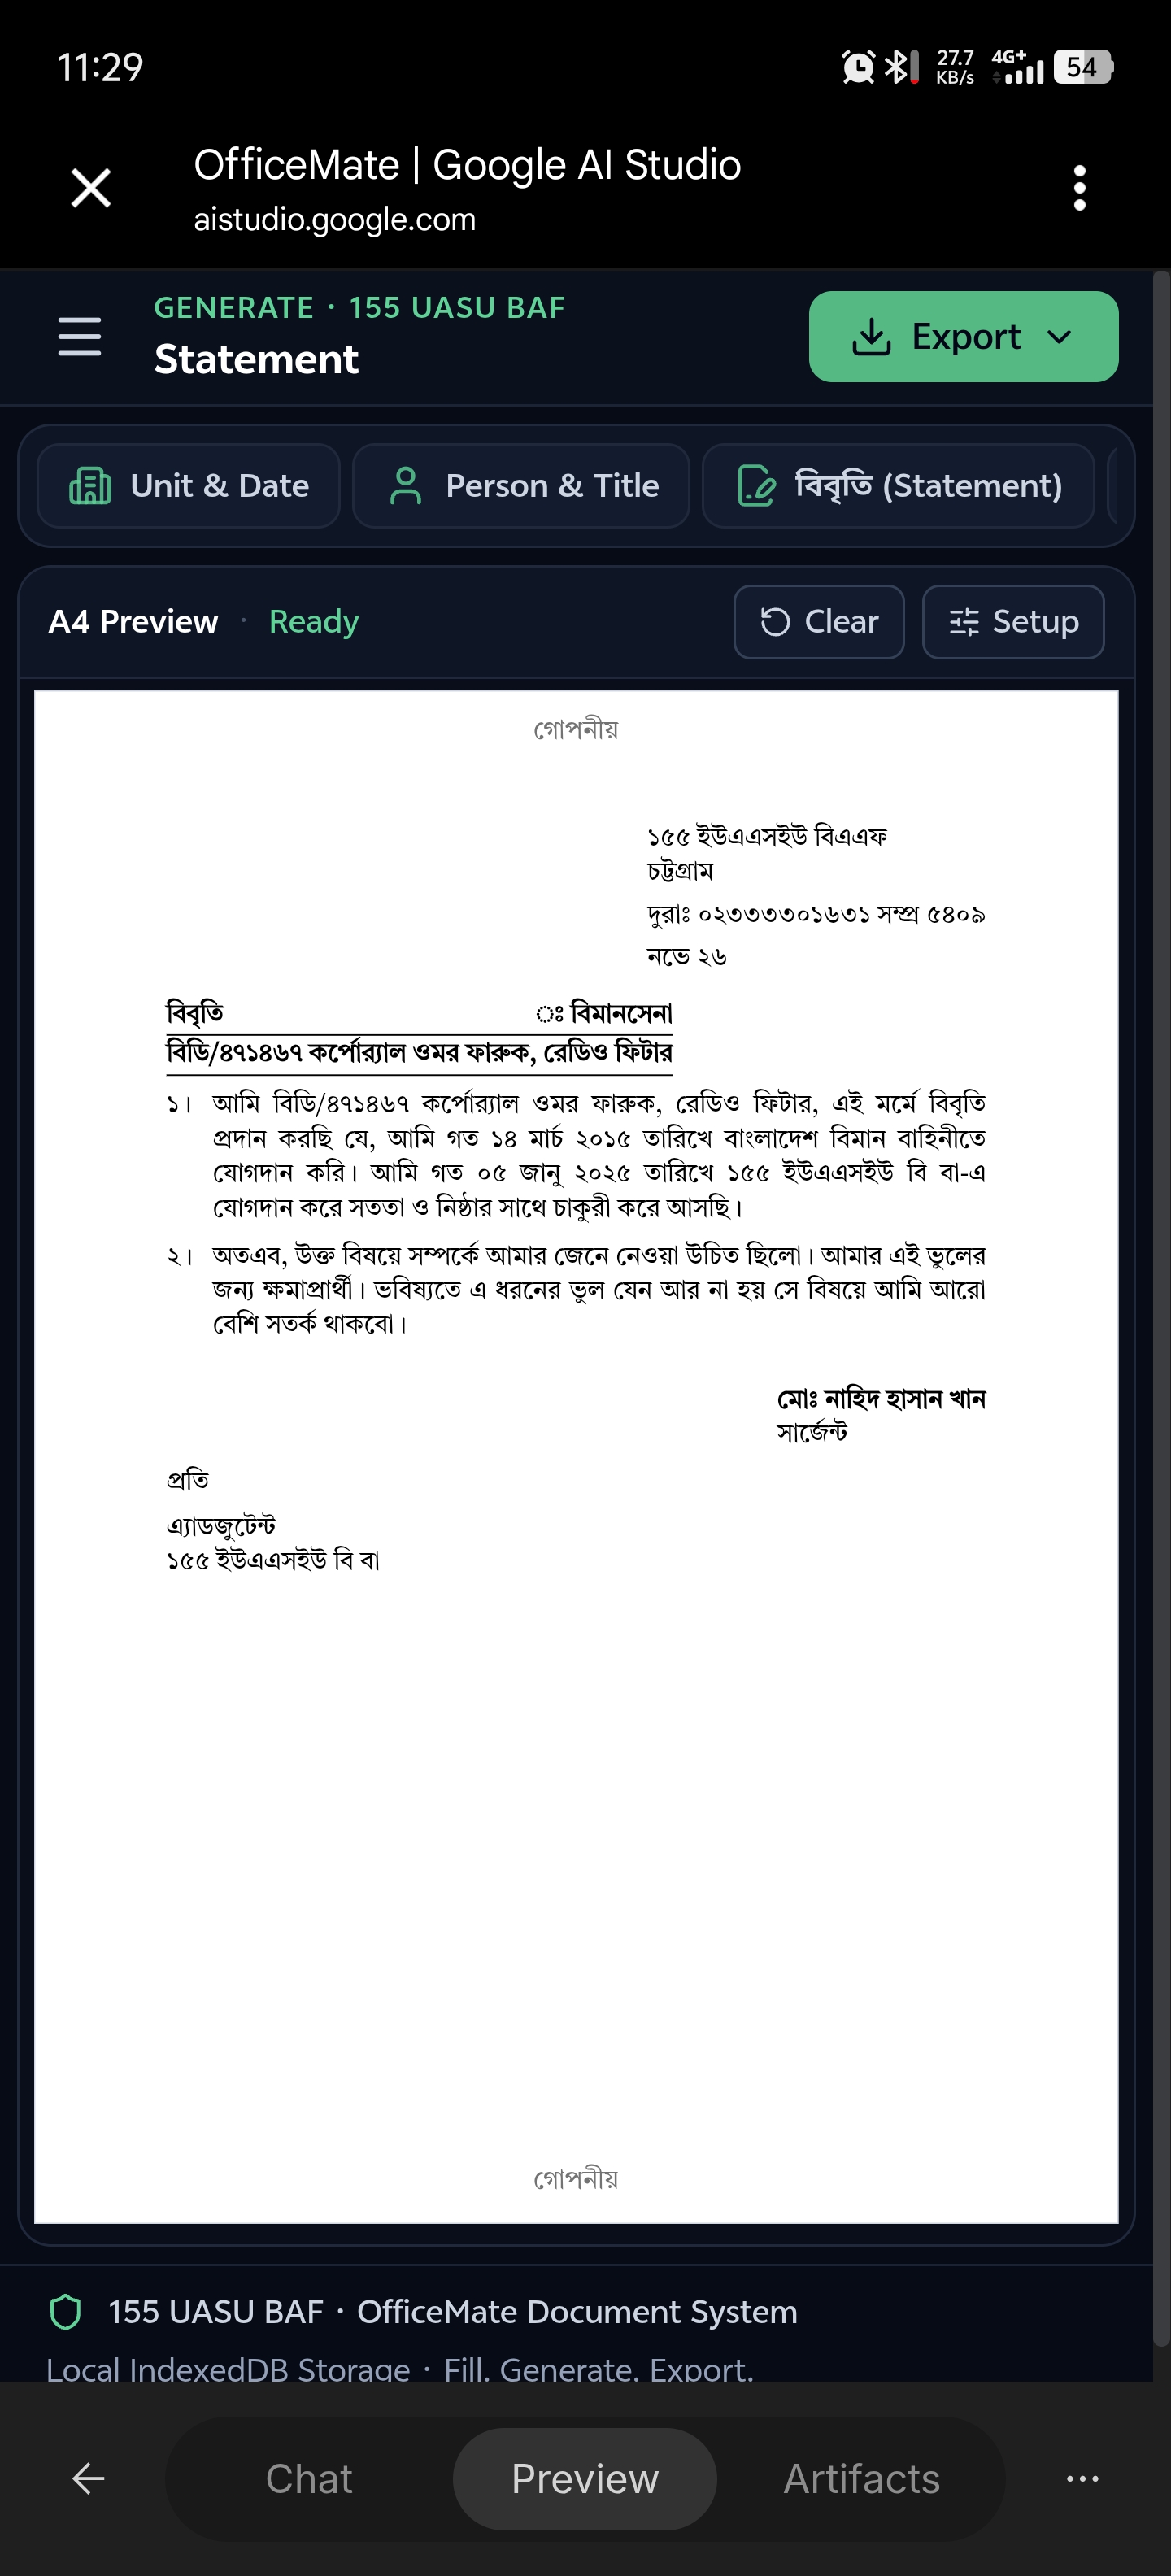 11:29
27.7 KB/s 4G+ 54
OfficeMate | Google AI Studio
aistudio.google.com
GENERATE · 155 UASU BAF
Statement
Export
Unit & Date Person & Title বিবৃতি (Statement)
A4 Preview · Ready Clear Setup
গোপনীয়
১৫৫ ইউএএসইউ বিএএফ
চট্টগ্রাম
দুরাঃ ০২৩৩৩৩০১৬৩১ সম্প্র ৫৪০৯
নভে ২৬
বিবৃতি ঃ বিমানসেনা
বিডি/৪৭১৪৬৭ কর্পোর‍্যাল ওমর ফারুক, রেডিও ফিটার
১। আমি বিডি/৪৭১৪৬৭ কর্পোর‍্যাল ওমর ফারুক, রেডিও ফিটার, এই মর্মে বিবৃতি
প্রদান করছি যে, আমি গত ১৪ মার্চ ২০১৫ তারিখে বাংলাদেশ বিমান বাহিনীতে
যোগদান করি। আমি গত ০৫ জানু ২০২৫ তারিখে ১৫৫ ইউএএসইউ বি বা-এ
যোগদান করে সততা ও নিষ্ঠার সাথে চাকুরী করে আসছি।
২। অতএব, উক্ত বিষয়ে সম্পর্কে আমার জেনে নেওয়া উচিত ছিলো। আমার এই ভুলের
জন্য ক্ষমাপ্রার্থী। ভবিষ্যতে এ ধরনের ভুল যেন আর না হয় সে বিষয়ে আমি আরো
বেশি সতর্ক থাকবো।
মোঃ নাহিদ হাসান খান
সার্জেন্ট
প্রতি
এ্যাডজুটেন্ট
১৫৫ ইউএএসইউ বি বা
গোপনীয়
155 UASU BAF · OfficeMate Document System
Local IndexedDB Storage · Fill. Generate. Export.
Chat Preview Artifacts